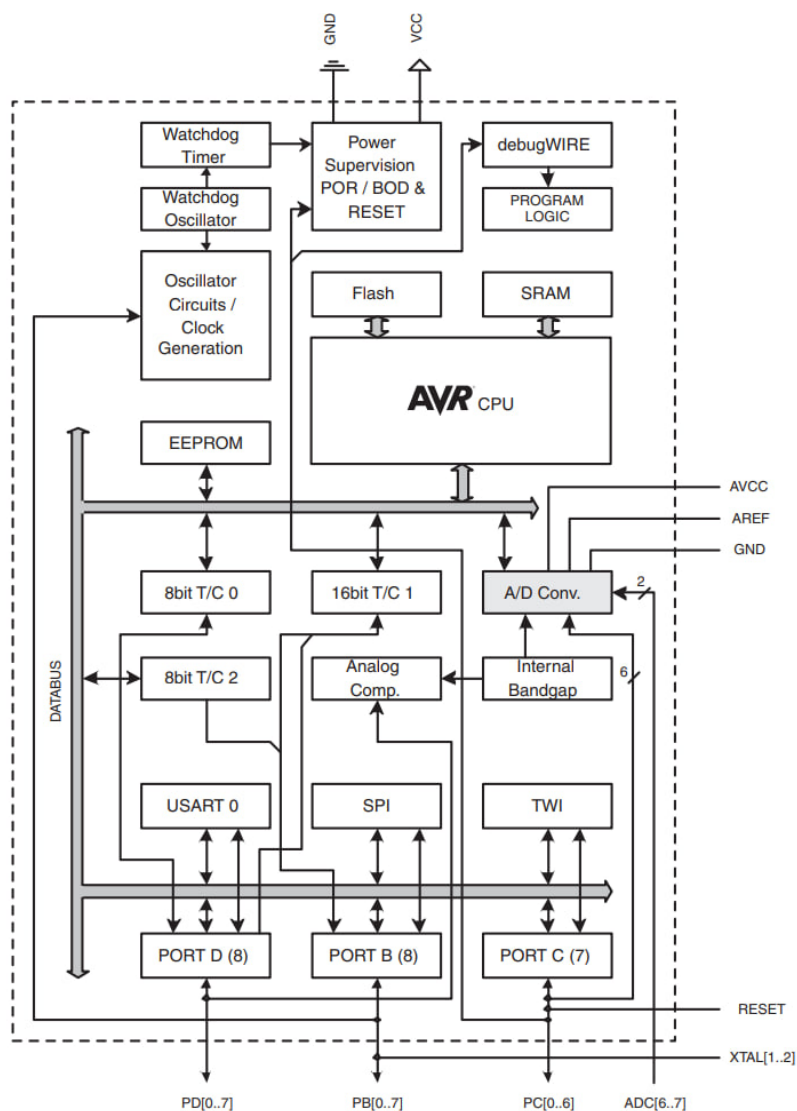 GND
VCC
Watchdog
Timer
Power
Supervision
POR / BOD &
RESET
debugWIRE
Watchdog
Oscillator
PROGRAM
LOGIC
Oscillator
Circuits /
Clock
Generation
Flash
SRAM
AVR CPU
EEPROM
AVCC
AREF
GND
8bit T/C 0
16bit T/C 1
A/D Conv.
2
DATABUS
8bit T/C 2
Analog
Comp.
Internal
Bandgap
6
USART 0
SPI
TWI
PORT D (8)
PORT B (8)
PORT C (7)
RESET
XTAL[1..2]
PD[0..7]
PB[0..7]
PC[0..6]
ADC[6..7]